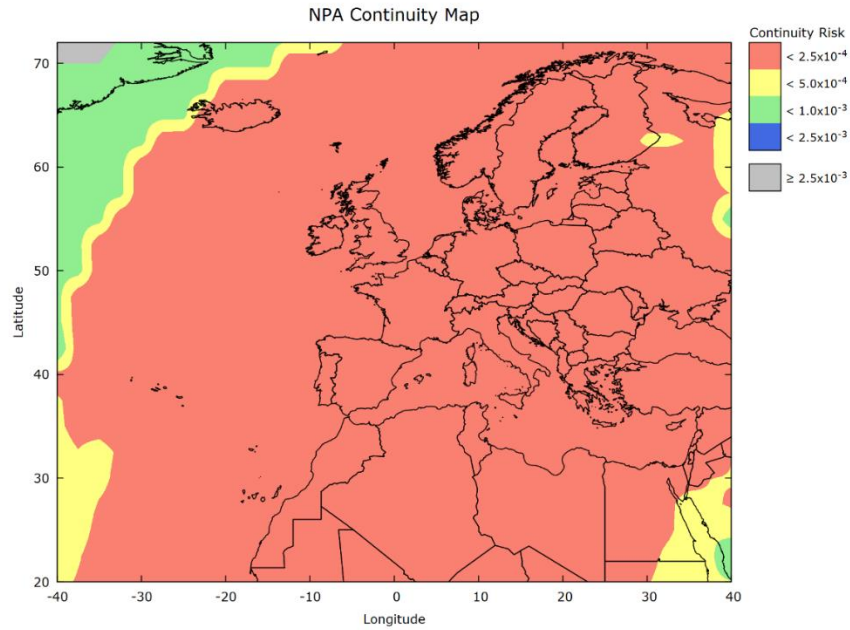 NPA Continuity Map
Continuity Risk
< 2.5x10⁻⁴
< 5.0x10⁻⁴
< 1.0x10⁻³
< 2.5x10⁻³
≥ 2.5x10⁻³
70
60
50
40
30
20
Latitude
-40 -30 -20 -10 0 10 20 30 40
Longitude